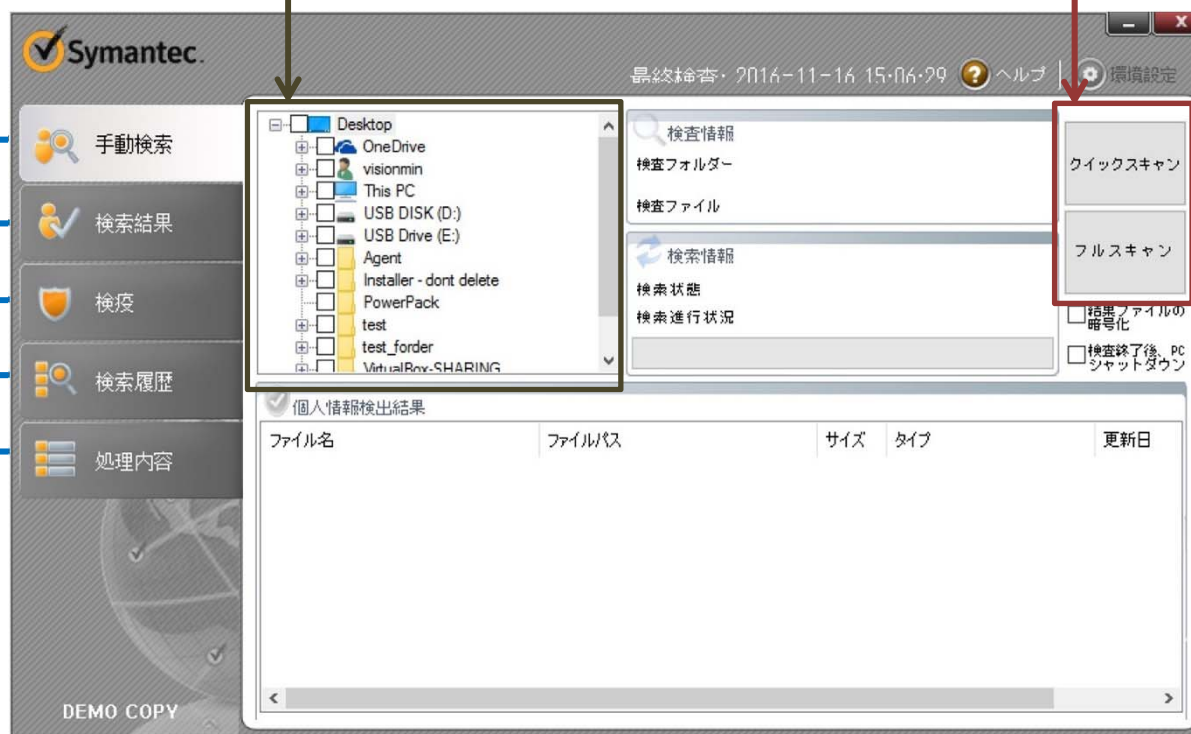 Symantec.
最終検査: 2016-11-16 15:06:29 ヘルプ 環境設定
手動検索
検索結果
検疫
検索履歴
処理内容
DEMO COPY
Desktop
OneDrive
visionmin
This PC
USB DISK (D:)
USB Drive (E:)
Agent
Installer - dont delete
PowerPack
test
test_forder
VirtualBox-SHARING
検査情報
検査フォルダー
検査ファイル
検索情報
検索状態
検索進行状況
クイックスキャン
フルスキャン
結果ファイルの
暗号化
検査終了後、PC
シャットダウン
個人情報検出結果
ファイル名 ファイルパス サイズ タイプ 更新日